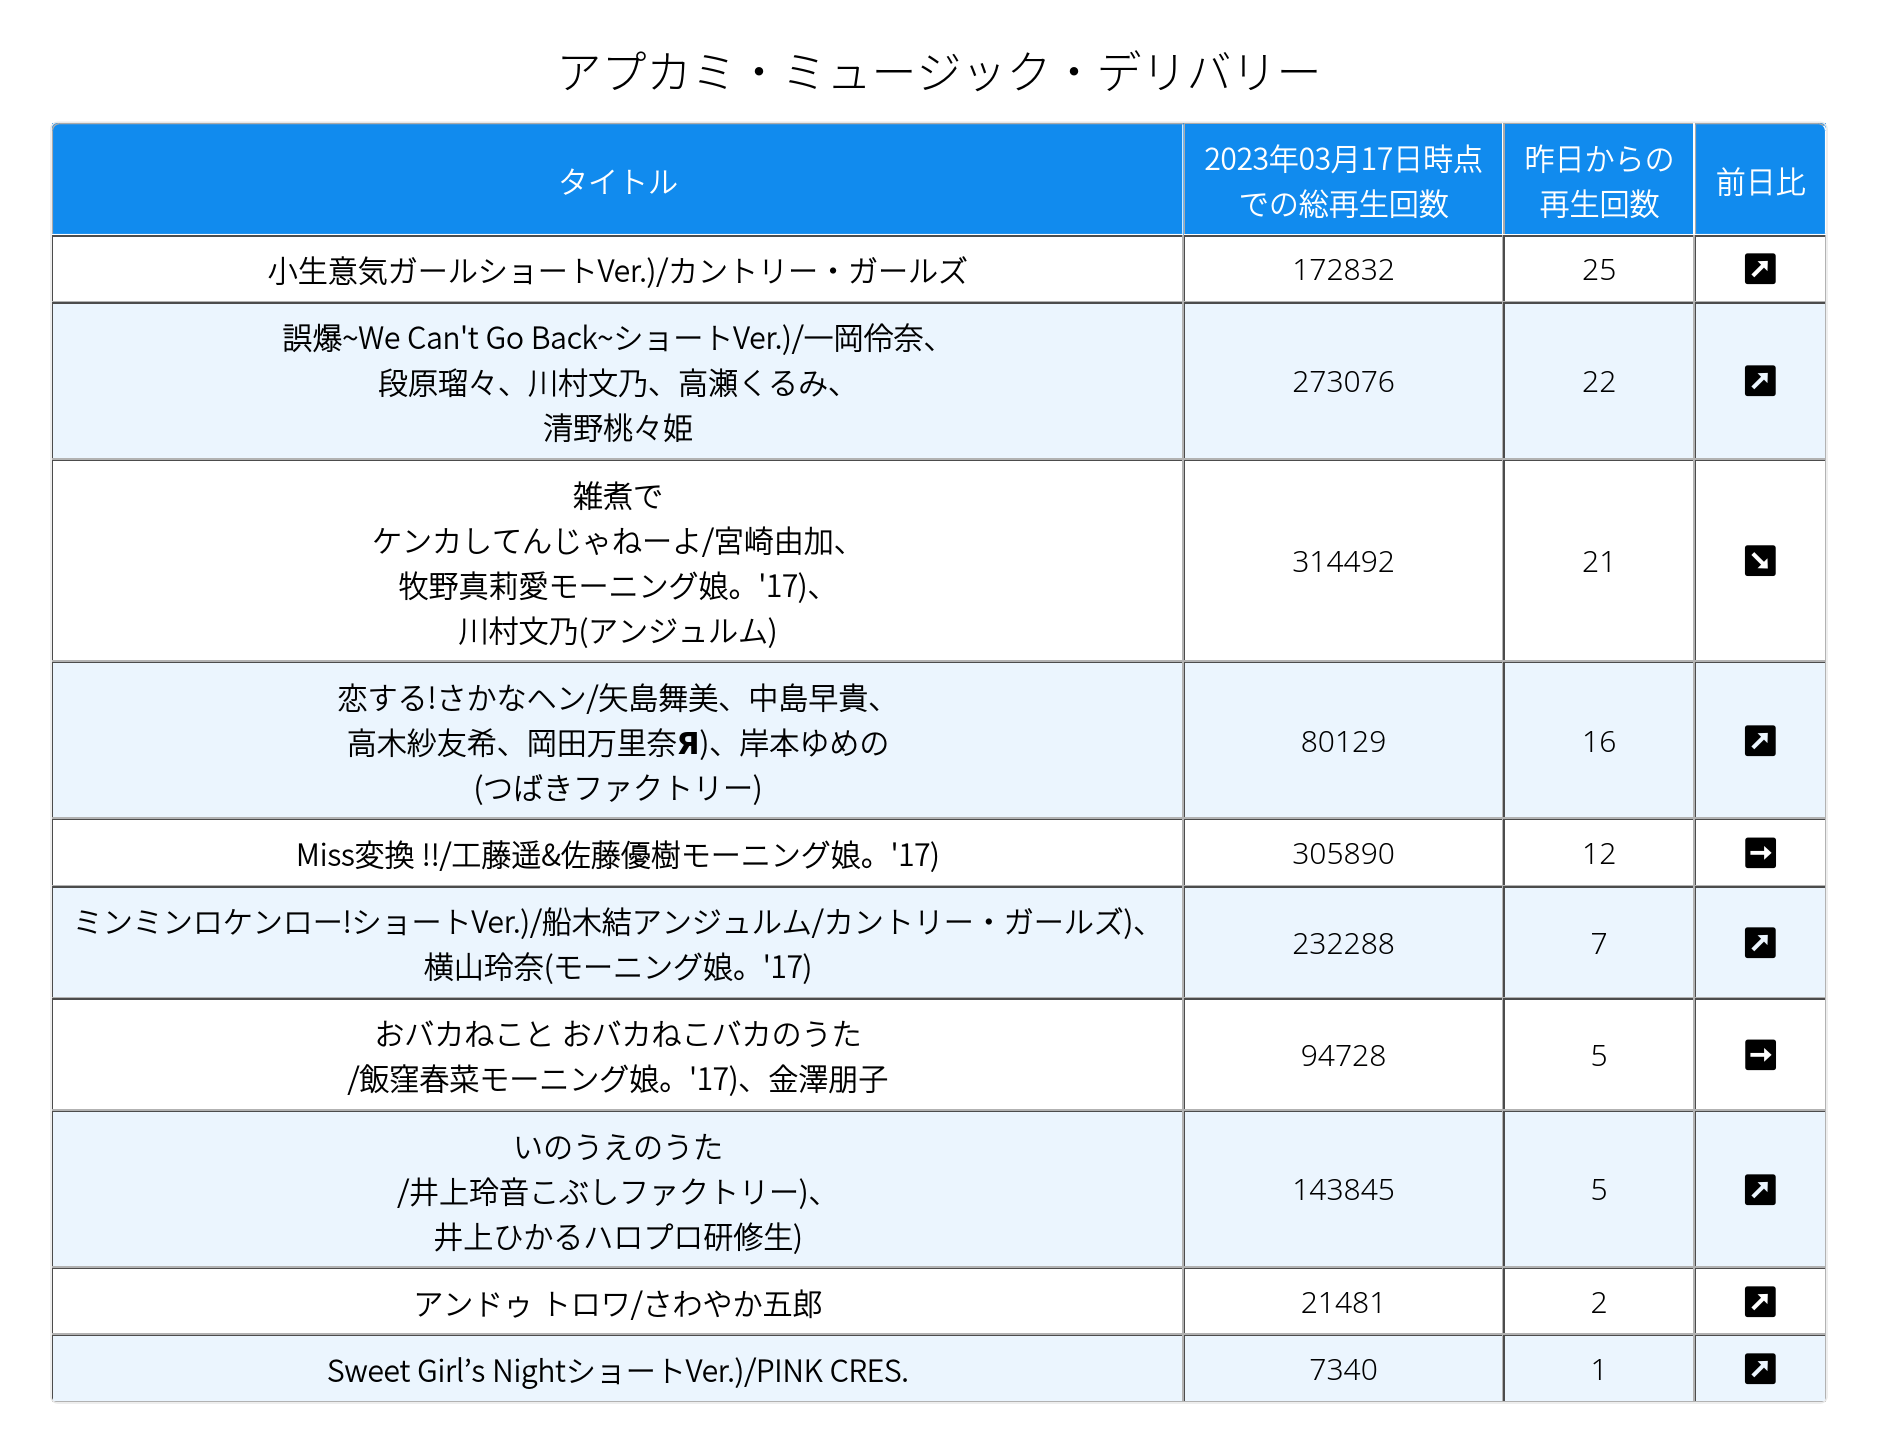 アプカミ・ミュージック・デリバリー
タイトル
2023年03月17日時点
での総再生回数
昨日からの
再生回数
前日比
小生意気ガールショートVer.)/カントリー・ガールズ
172832
25
誤爆~We Can't Go Back~ショートVer.)/一岡伶奈、
段原瑠々、川村文乃、高瀬くるみ、
清野桃々姫
273076
22
雑煮で
ケンカしてんじゃねーよ/宮崎由加、
牧野真莉愛モーニング娘。'17)、
川村文乃(アンジュルム)
314492
21
恋する!さかなヘン/矢島舞美、中島早貴、
高木紗友希、岡田万里奈Я)、岸本ゆめの
(つばきファクトリー)
80129
16
Miss変換 !!/工藤遥&佐藤優樹モーニング娘。'17)
305890
12
ミンミンロケンロー!ショートVer.)/船木結アンジュルム/カントリー・ガールズ)、
横山玲奈(モーニング娘。'17)
232288
7
おバカねこと おバカねこバカのうた
/飯窪春菜モーニング娘。'17)、金澤朋子
94728
5
いのうえのうた
/井上玲音こぶしファクトリー)、
井上ひかるハロプロ研修生)
143845
5
アンドゥ トロワ/さわやか五郎
21481
2
Sweet Girl’s NightショートVer.)/PINK CRES.
7340
1